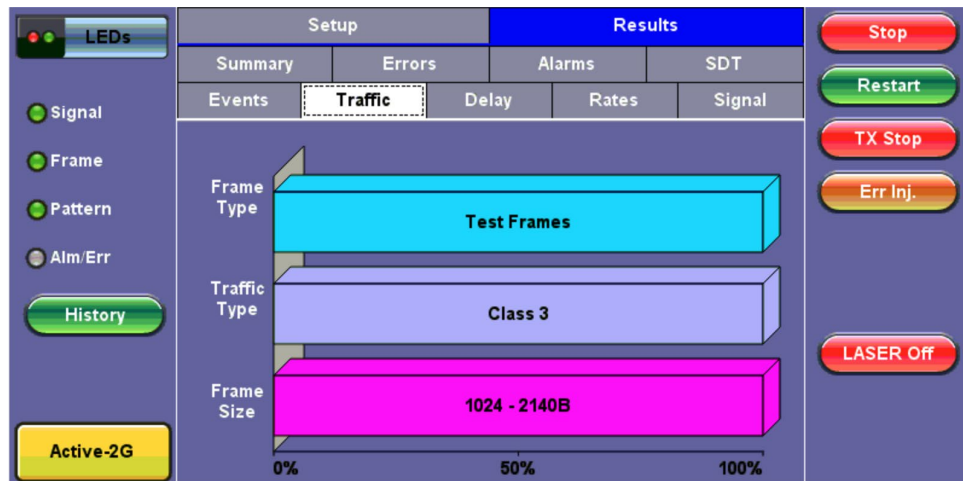 LEDs
Signal
Frame
Pattern
Alm/Err
History
Active-2G
Setup Results
Summary Errors Alarms SDT
Events Traffic Delay Rates Signal
Frame
Type
Test Frames
Traffic
Type
Class 3
Frame
Size
1024 - 2140B
0% 50% 100%
Stop
Restart
TX Stop
Err Inj.
LASER Off